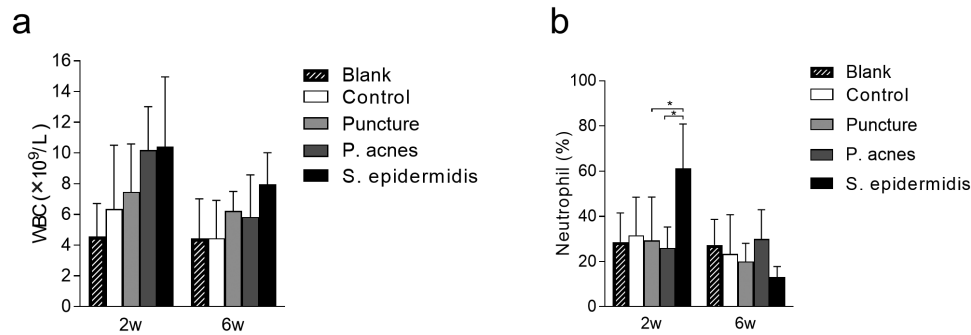 a
WBC (×10⁹/L)
16
14
12
10
8
6
4
2
0
2w
6w
Blank
Control
Puncture
P. acnes
S. epidermidis
b
Neutrophil (%)
100
80
60
40
20
0
*
*
2w
6w
Blank
Control
Puncture
P. acnes
S. epidermidis